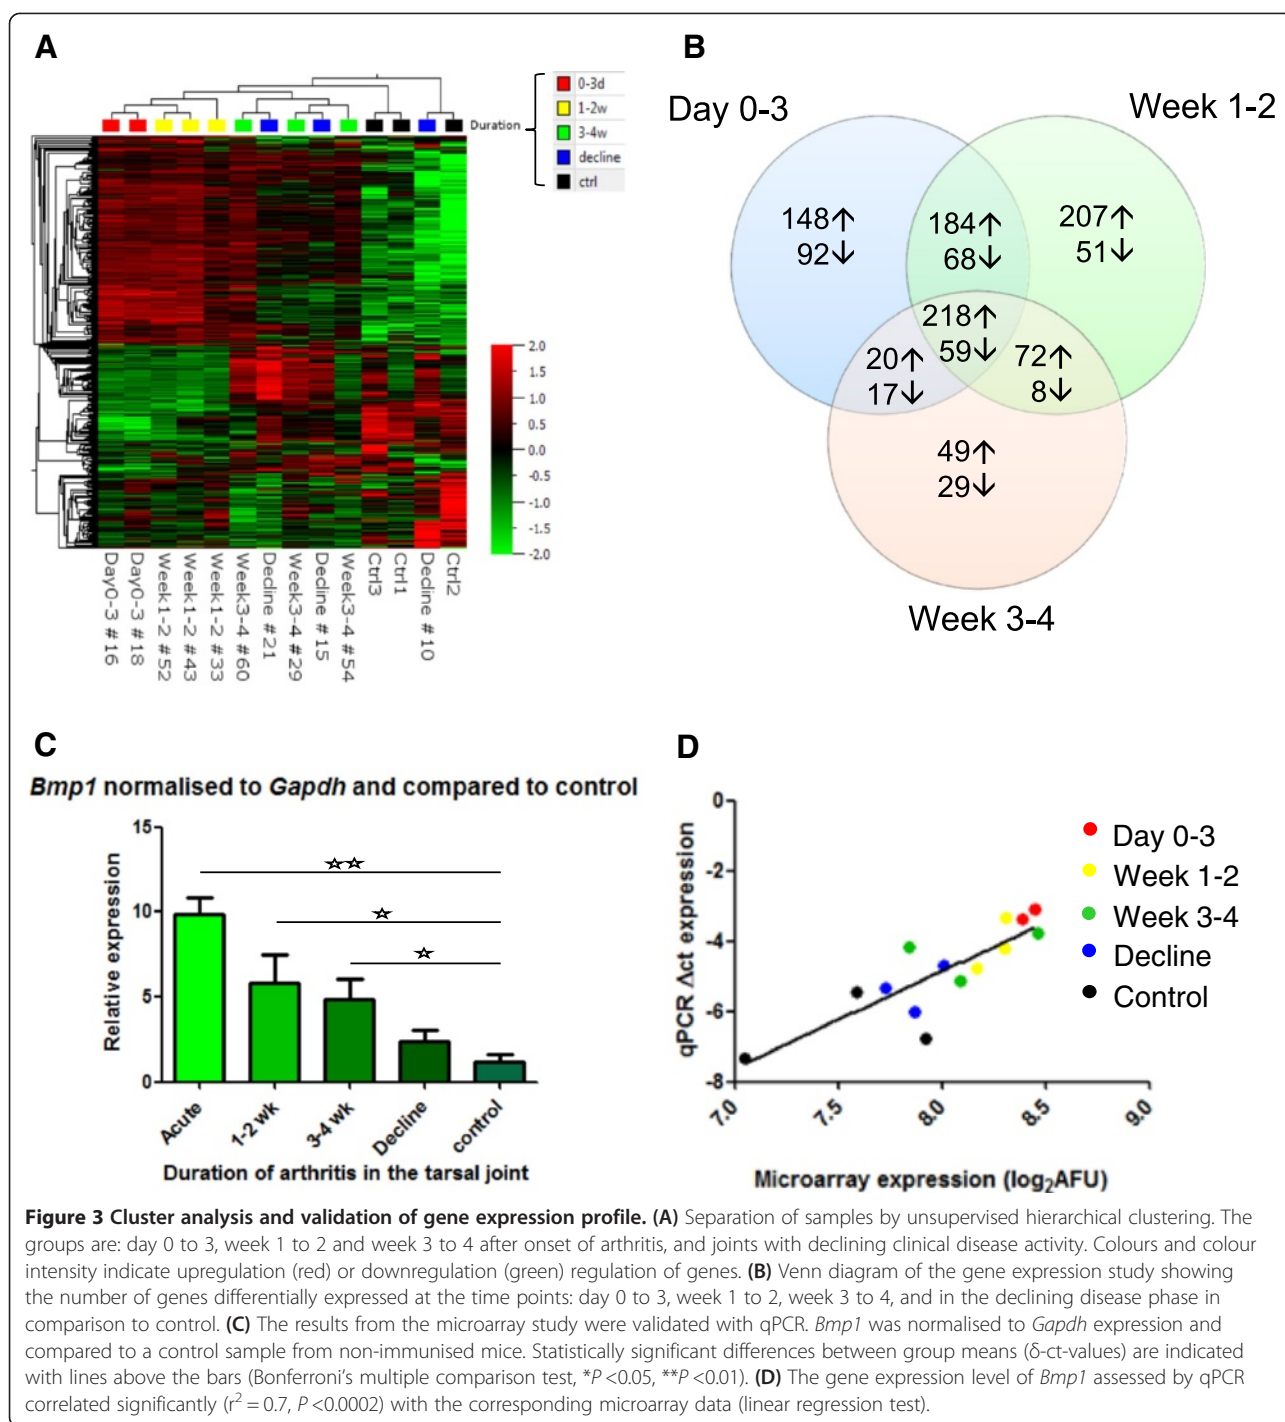 A
0-3d
1-2w
3-4w
decline
ctrl
Duration
2.0
1.5
1.0
0.5
0.0
-0.5
-1.0
-1.5
-2.0
Day0-3 #16
Day0-3 #18
Week1-2 #52
Week1-2 #43
Week1-2 #33
Week3-4 #60
Decline #21
Week3-4 #29
Decline #15
Week3-4 #54
Ctrl3
Ctrl1
Decline #10
Ctrl2
B
Day 0-3
Week 1-2
148↑
92↓
184↑
68↓
207↑
51↓
218↑
59↓
20↑
17↓
72↑
8↓
49↑
29↓
Week 3-4
C
Bmp1 normalised to Gapdh and compared to control
Relative expression
15
10
5
0
☆☆
☆
☆
Acute
1-2 wk
3-4 wk
Decline
control
Duration of arthritis in the tarsal joint
D
qPCR Δct expression
0
-2
-4
-6
-8
7.0
7.5
8.0
8.5
9.0
Microarray expression (log₂AFU)
Day 0-3
Week 1-2
Week 3-4
Decline
Control
Figure 3 Cluster analysis and validation of gene expression profile. (A) Separation of samples by unsupervised hierarchical clustering. The
groups are: day 0 to 3, week 1 to 2 and week 3 to 4 after onset of arthritis, and joints with declining clinical disease activity. Colours and colour
intensity indicate upregulation (red) or downregulation (green) regulation of genes. (B) Venn diagram of the gene expression study showing
the number of genes differentially expressed at the time points: day 0 to 3, week 1 to 2, week 3 to 4, and in the declining disease phase in
comparison to control. (C) The results from the microarray study were validated with qPCR. Bmp1 was normalised to Gapdh expression and
compared to a control sample from non-immunised mice. Statistically significant differences between group means (δ-ct-values) are indicated
with lines above the bars (Bonferroni's multiple comparison test, *P <0.05, **P <0.01). (D) The gene expression level of Bmp1 assessed by qPCR
correlated significantly (r² = 0.7, P <0.0002) with the corresponding microarray data (linear regression test).